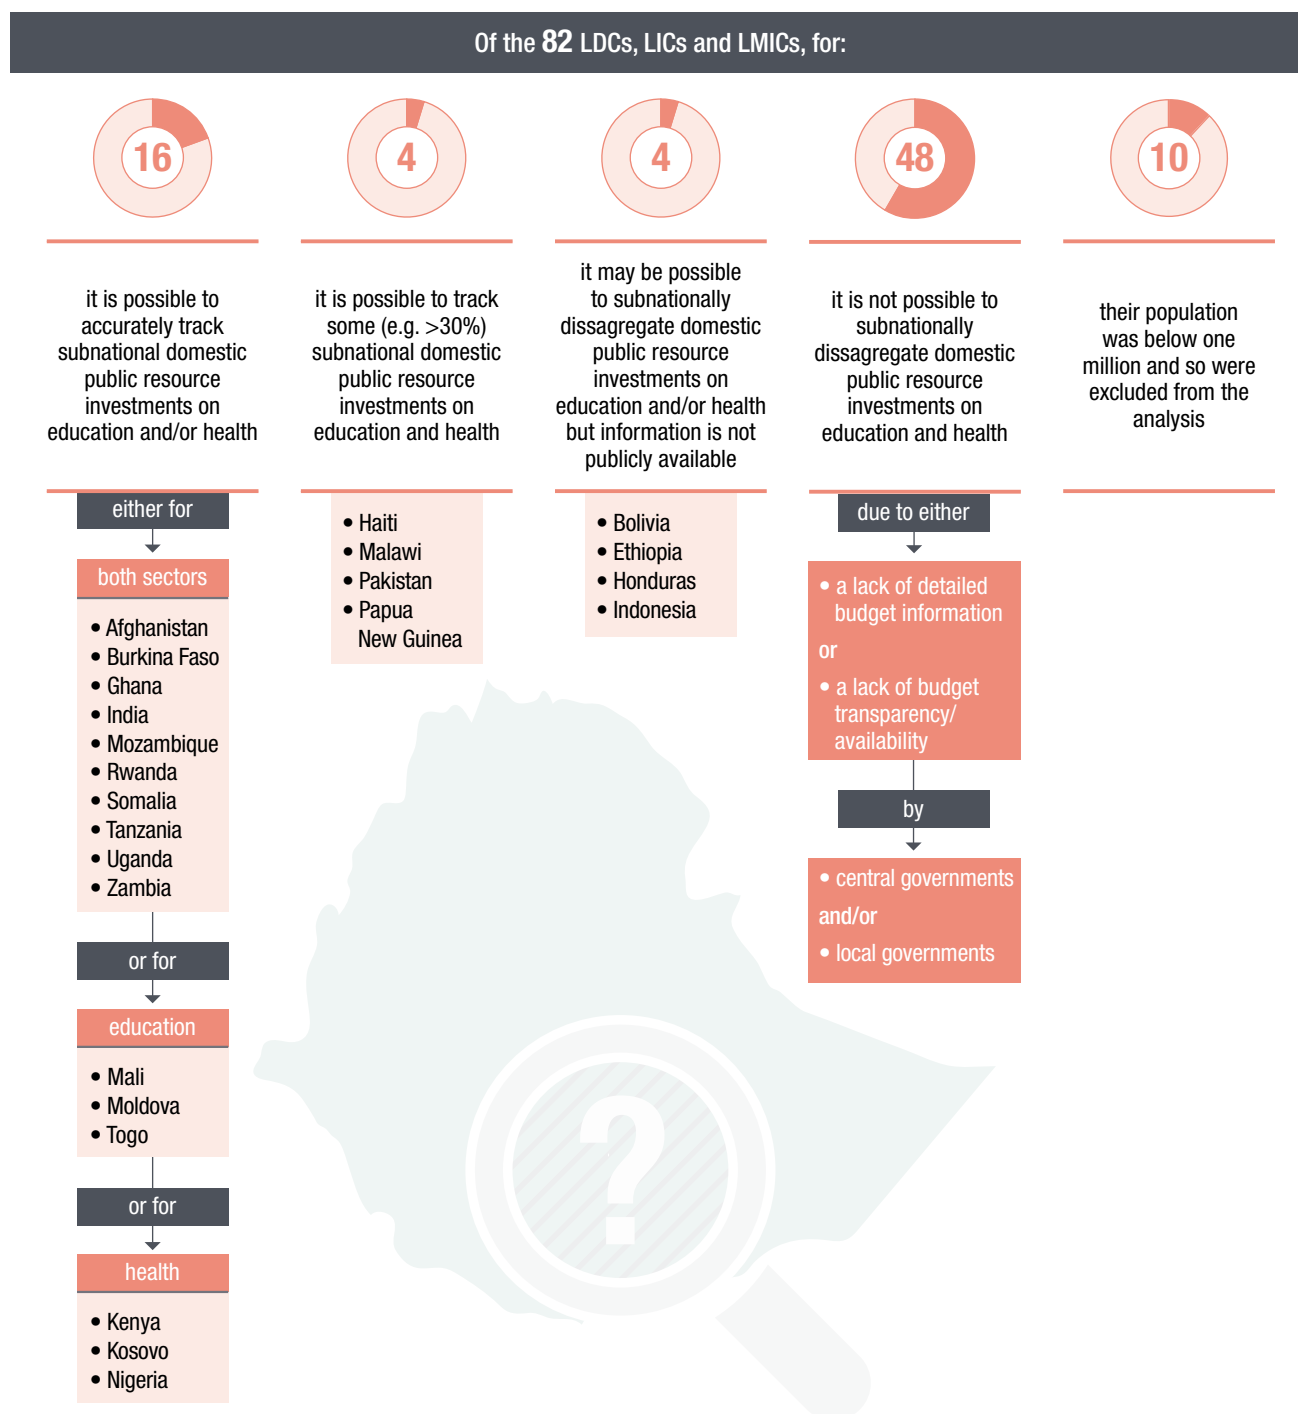 Of the 82 LDCs, LICs and LMICs, for:
16
it is possible to
accurately track
subnational domestic
public resource
investments on
education and/or health
either for
both sectors
• Afghanistan
• Burkina Faso
• Ghana
• India
• Mozambique
• Rwanda
• Somalia
• Tanzania
• Uganda
• Zambia
or for
education
• Mali
• Moldova
• Togo
or for
health
• Kenya
• Kosovo
• Nigeria
4
it is possible to track
some (e.g. >30%)
subnational domestic
public resource
investments on
education and health
• Haiti
• Malawi
• Pakistan
• Papua
New Guinea
4
it may be possible
to subnationally
dissagregate domestic
public resource
investments on
education and/or health
but information is not
publicly available
• Bolivia
• Ethiopia
• Honduras
• Indonesia
48
it is not possible to
subnationally
dissagregate domestic
public resource
investments on
education and health
due to either
• a lack of detailed
budget information
or
• a lack of budget
transparency/
availability
by
• central governments
and/or
• local governments
10
their population
was below one
million and so were
excluded from the
analysis
?